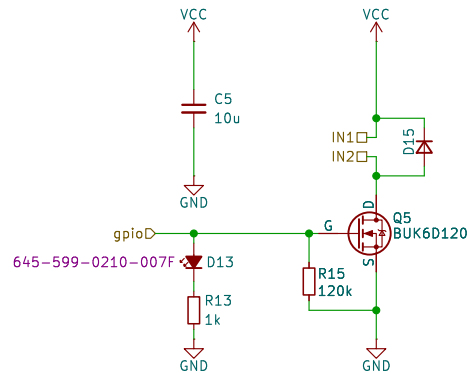 VCC
VCC
C5
10u
IN1
IN2
D15
GND
D
Q5
BUK6D120
G
S
gpio
645-599-0210-007F
D13
R15
120k
R13
1k
GND
GND